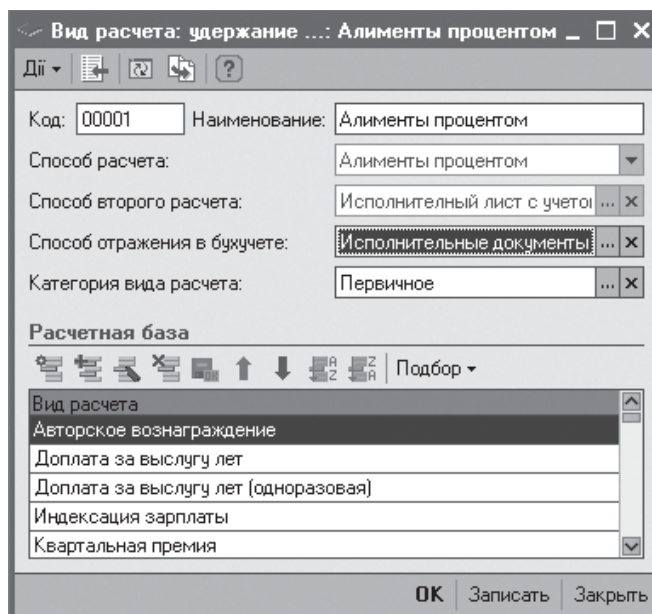 Вид расчета: удержание ...: Алименты процентом
Дії
Код: 00001 Наименование: Алименты процентом
Способ расчета: Алименты процентом
Способ второго расчета: Исполнителный лист с учето ...
Способ отражения в бухучете: Исполнительные документы ...
Категория вида расчета: Первичное ...
Расчетная база
Подбор
Вид расчета
Авторское вознаграждение
Доплата за выслугу лет
Доплата за выслугу лет (одноразовая)
Индексация зарплаты
Квартальная премия
OK Записать Закрыть